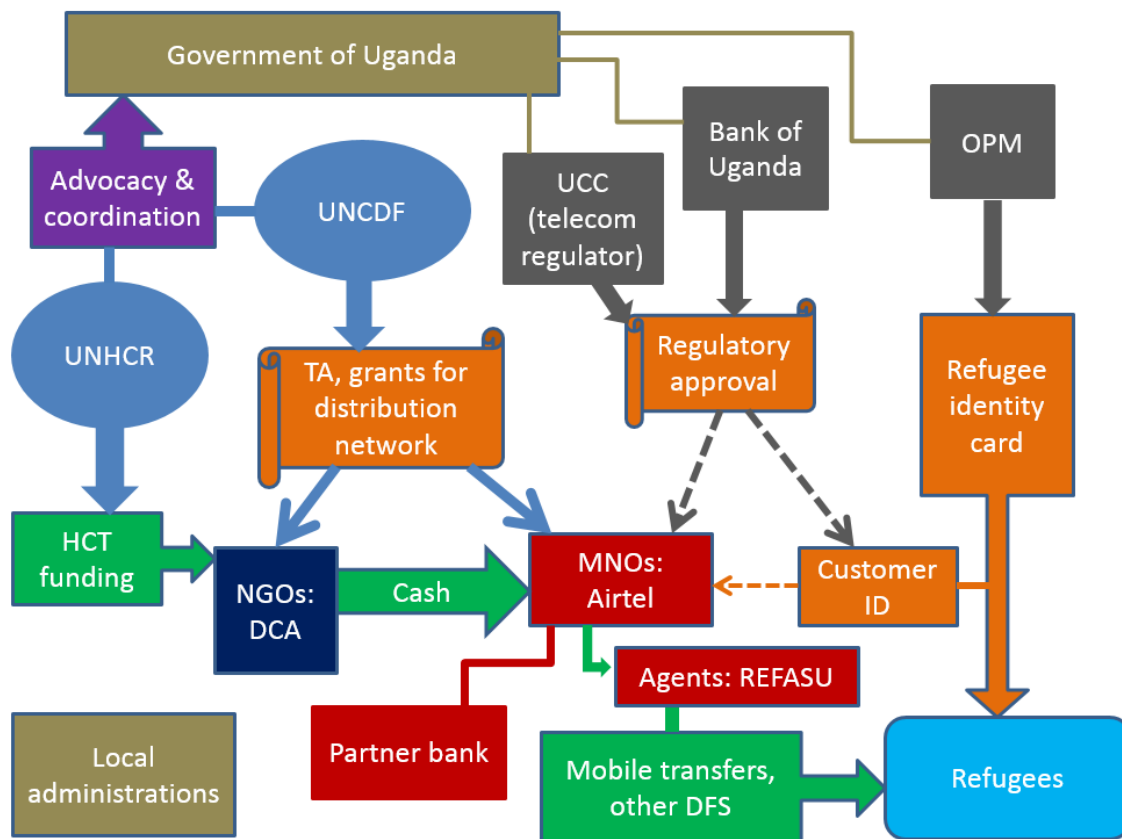 Government of Uganda
Bank of
Uganda
OPM
Advocacy &
coordination
UNCDF
UCC
(telecom
regulator)
UNHCR
TA, grants for
distribution
network
Regulatory
approval
Refugee
identity
card
HCT
funding
NGOs:
DCA
Cash
MNOs:
Airtel
Customer
ID
Agents: REFASU
Partner bank
Local
administrations
Mobile transfers,
other DFS
Refugees